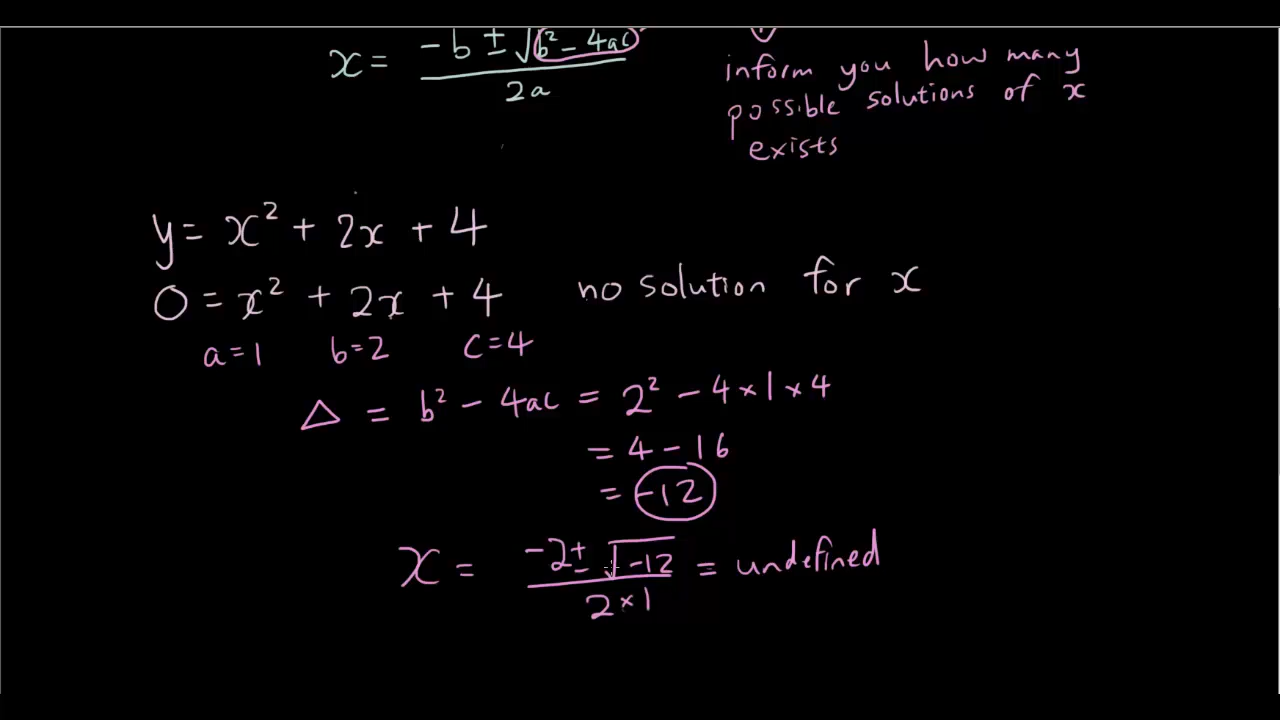 x = -b ± √b² - 4ac / 2a
inform you how many
possible solutions of x
exists
y = x² + 2x + 4
0 = x² + 2x + 4 no solution for x
a = 1 b = 2 c = 4
△ = b² - 4ac = 2² - 4 × 1 × 4
= 4 - 16
= -12
x = -2 ± √-12 / 2 × 1 = undefined